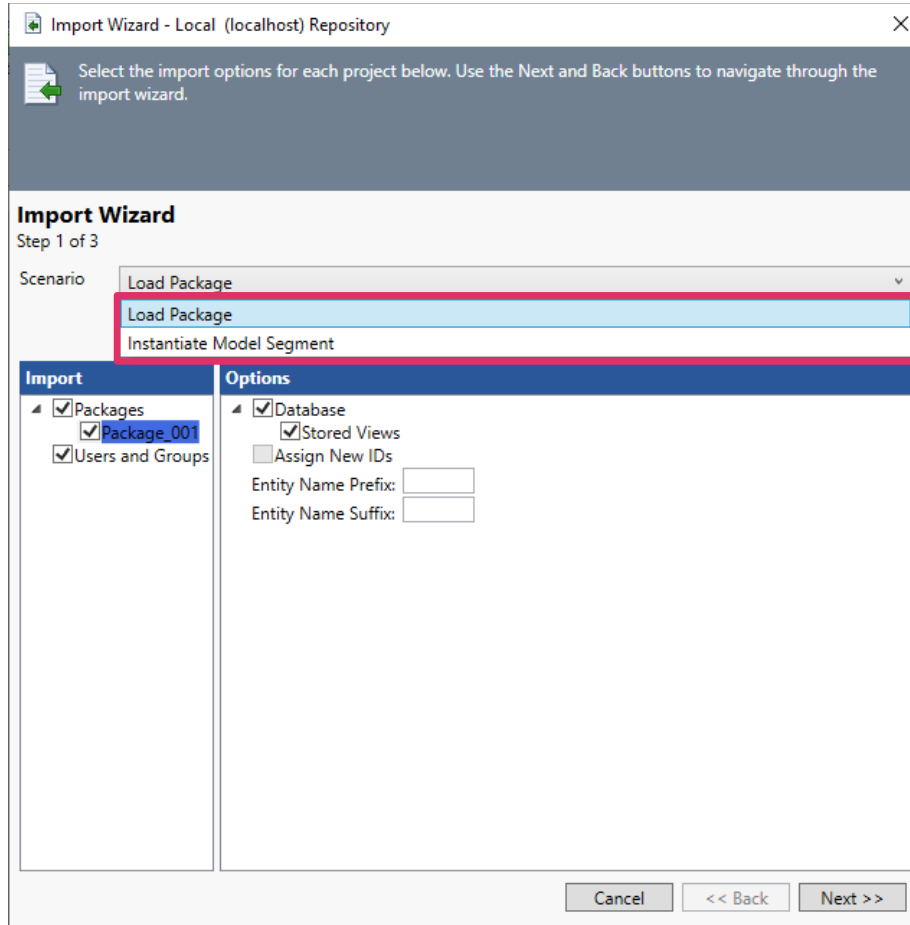 Import Wizard - Local  (localhost) Repository
Select the import options for each project below. Use the Next and Back buttons to navigate through the
import wizard.
Import Wizard
Step 1 of 3
Scenario
Load Package
Load Package
Instantiate Model Segment
Import
Packages
Package_001
Users and Groups
Options
Database
Stored Views
Assign New IDs
Entity Name Prefix:
Entity Name Suffix:
Cancel
<< Back
Next >>